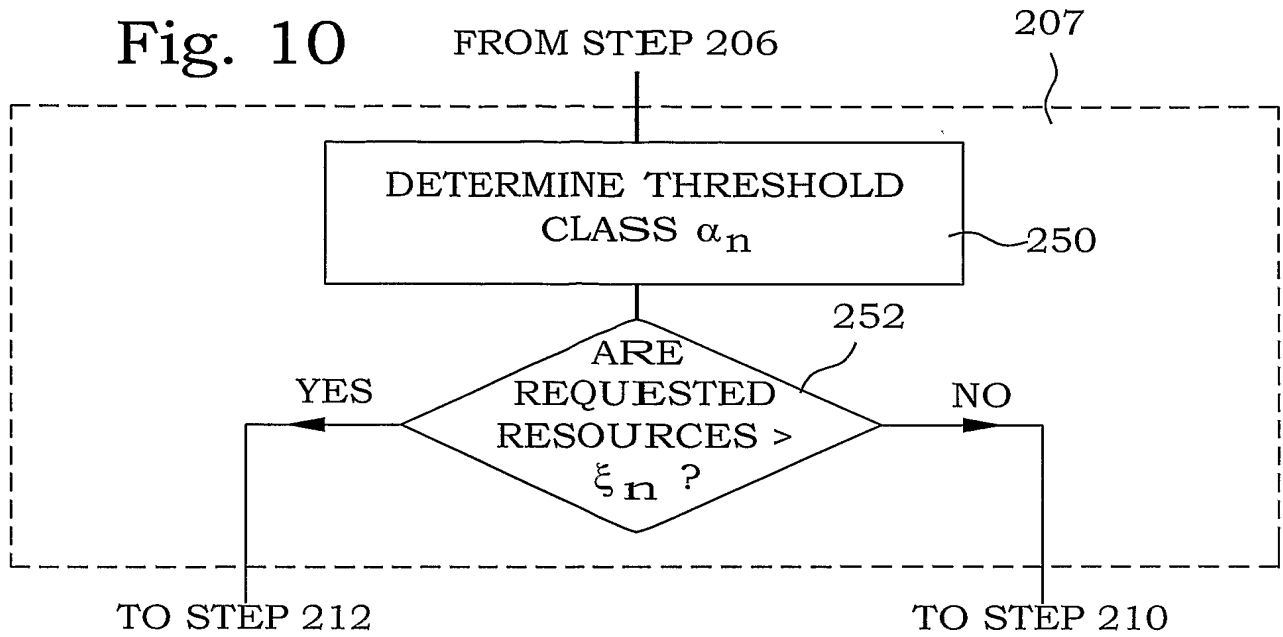 Fig. 10
FROM STEP 206
207
DETERMINE THRESHOLD
CLASS αn
250
252
ARE
REQUESTED
RESOURCES >
ξn ?
YES
NO
TO STEP 212
TO STEP 210